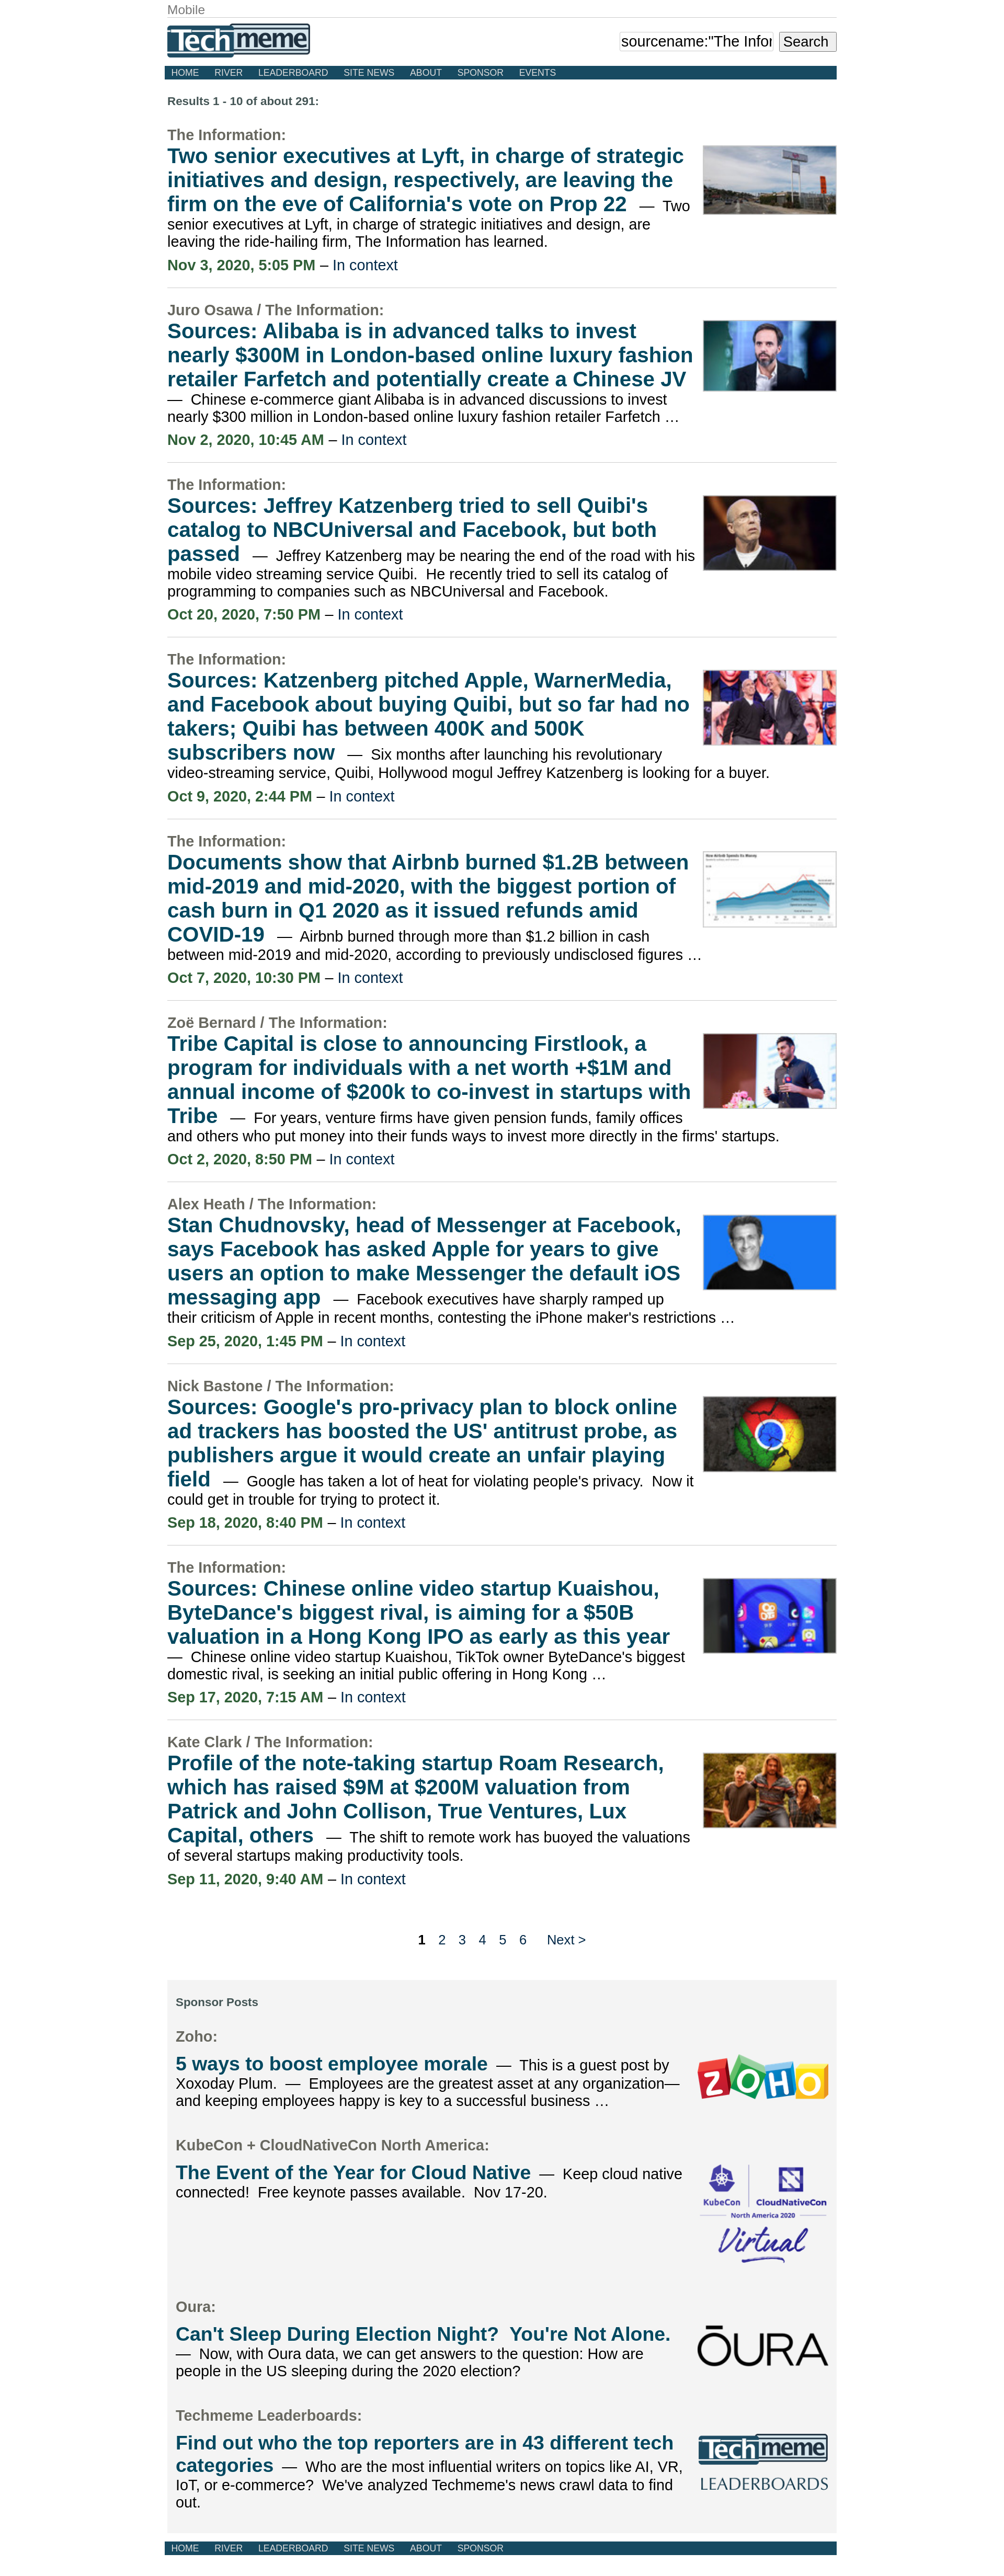 Mobile
Techmeme
sourcename:"The Infor
Search
HOME RIVER LEADERBOARD SITE NEWS ABOUT SPONSOR EVENTS
Results 1 - 10 of about 291:
The Information:
Two senior executives at Lyft, in charge of strategic
initiatives and design, respectively, are leaving the
firm on the eve of California's vote on Prop 22 — Two
senior executives at Lyft, in charge of strategic initiatives and design, are
leaving the ride-hailing firm, The Information has learned.
Nov 3, 2020, 5:05 PM – In context
Juro Osawa / The Information:
Sources: Alibaba is in advanced talks to invest
nearly $300M in London-based online luxury fashion
retailer Farfetch and potentially create a Chinese JV
— Chinese e-commerce giant Alibaba is in advanced discussions to invest
nearly $300 million in London-based online luxury fashion retailer Farfetch …
Nov 2, 2020, 10:45 AM – In context
The Information:
Sources: Jeffrey Katzenberg tried to sell Quibi's
catalog to NBCUniversal and Facebook, but both
passed — Jeffrey Katzenberg may be nearing the end of the road with his
mobile video streaming service Quibi. He recently tried to sell its catalog of
programming to companies such as NBCUniversal and Facebook.
Oct 20, 2020, 7:50 PM – In context
The Information:
Sources: Katzenberg pitched Apple, WarnerMedia,
and Facebook about buying Quibi, but so far had no
takers; Quibi has between 400K and 500K
subscribers now — Six months after launching his revolutionary
video-streaming service, Quibi, Hollywood mogul Jeffrey Katzenberg is looking for a buyer.
Oct 9, 2020, 2:44 PM – In context
The Information:
Documents show that Airbnb burned $1.2B between
mid-2019 and mid-2020, with the biggest portion of
cash burn in Q1 2020 as it issued refunds amid
COVID-19 — Airbnb burned through more than $1.2 billion in cash
between mid-2019 and mid-2020, according to previously undisclosed figures …
Oct 7, 2020, 10:30 PM – In context
Zoë Bernard / The Information:
Tribe Capital is close to announcing Firstlook, a
program for individuals with a net worth +$1M and
annual income of $200k to co-invest in startups with
Tribe — For years, venture firms have given pension funds, family offices
and others who put money into their funds ways to invest more directly in the firms' startups.
Oct 2, 2020, 8:50 PM – In context
Alex Heath / The Information:
Stan Chudnovsky, head of Messenger at Facebook,
says Facebook has asked Apple for years to give
users an option to make Messenger the default iOS
messaging app — Facebook executives have sharply ramped up
their criticism of Apple in recent months, contesting the iPhone maker's restrictions …
Sep 25, 2020, 1:45 PM – In context
Nick Bastone / The Information:
Sources: Google's pro-privacy plan to block online
ad trackers has boosted the US' antitrust probe, as
publishers argue it would create an unfair playing
field — Google has taken a lot of heat for violating people's privacy. Now it
could get in trouble for trying to protect it.
Sep 18, 2020, 8:40 PM – In context
The Information:
Sources: Chinese online video startup Kuaishou,
ByteDance's biggest rival, is aiming for a $50B
valuation in a Hong Kong IPO as early as this year
— Chinese online video startup Kuaishou, TikTok owner ByteDance's biggest
domestic rival, is seeking an initial public offering in Hong Kong …
Sep 17, 2020, 7:15 AM – In context
Kate Clark / The Information:
Profile of the note-taking startup Roam Research,
which has raised $9M at $200M valuation from
Patrick and John Collison, True Ventures, Lux
Capital, others — The shift to remote work has buoyed the valuations
of several startups making productivity tools.
Sep 11, 2020, 9:40 AM – In context
1 2 3 4 5 6 Next >
Sponsor Posts
Zoho:
5 ways to boost employee morale — This is a guest post by
Xoxoday Plum. — Employees are the greatest asset at any organization—
and keeping employees happy is key to a successful business …
ZOHO
KubeCon + CloudNativeCon North America:
The Event of the Year for Cloud Native — Keep cloud native
connected! Free keynote passes available. Nov 17-20.
KubeCon CloudNativeCon
North America 2020
Virtual
Oura:
Can't Sleep During Election Night? You're Not Alone.
— Now, with Oura data, we can get answers to the question: How are
people in the US sleeping during the 2020 election?
ŌURA
Techmeme Leaderboards:
Find out who the top reporters are in 43 different tech
categories — Who are the most influential writers on topics like AI, VR,
IoT, or e-commerce? We've analyzed Techmeme's news crawl data to find
out.
Techmeme
LEADERBOARDS
HOME RIVER LEADERBOARD SITE NEWS ABOUT SPONSOR